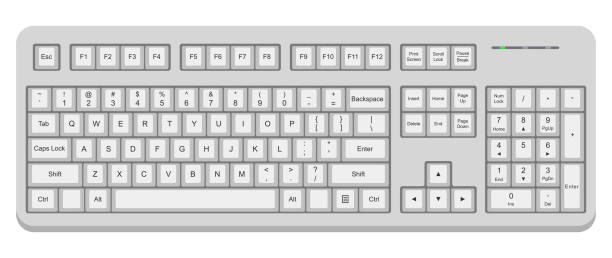 Esc F1 F2 F3 F4 F5 F6 F7 F8 F9 F10 F11 F12 Print Screen Scroll Lock Pause Break
~ ` ! 1 @ 2 # 3 $ 4 % 5 ^ 6 & 7 * 8 ( 9 ) 0 _ - + = Backspace Insert Home Page Up Num Lock / * -
Tab Q W E R T Y U I O P { [ } ] | \ Delete End Page Down 7 Home 8 ▲ 9 PgUp +
Caps Lock A S D F G H J K L : ; " ' Enter 4 ◄ 5 6 ►
Shift Z X C V B N M < , > . ? / Shift ▲ 1 End 2 ▼ 3 PgDn Enter
Ctrl Alt Alt Ctrl ◄ ▼ ► 0 Ins . Del